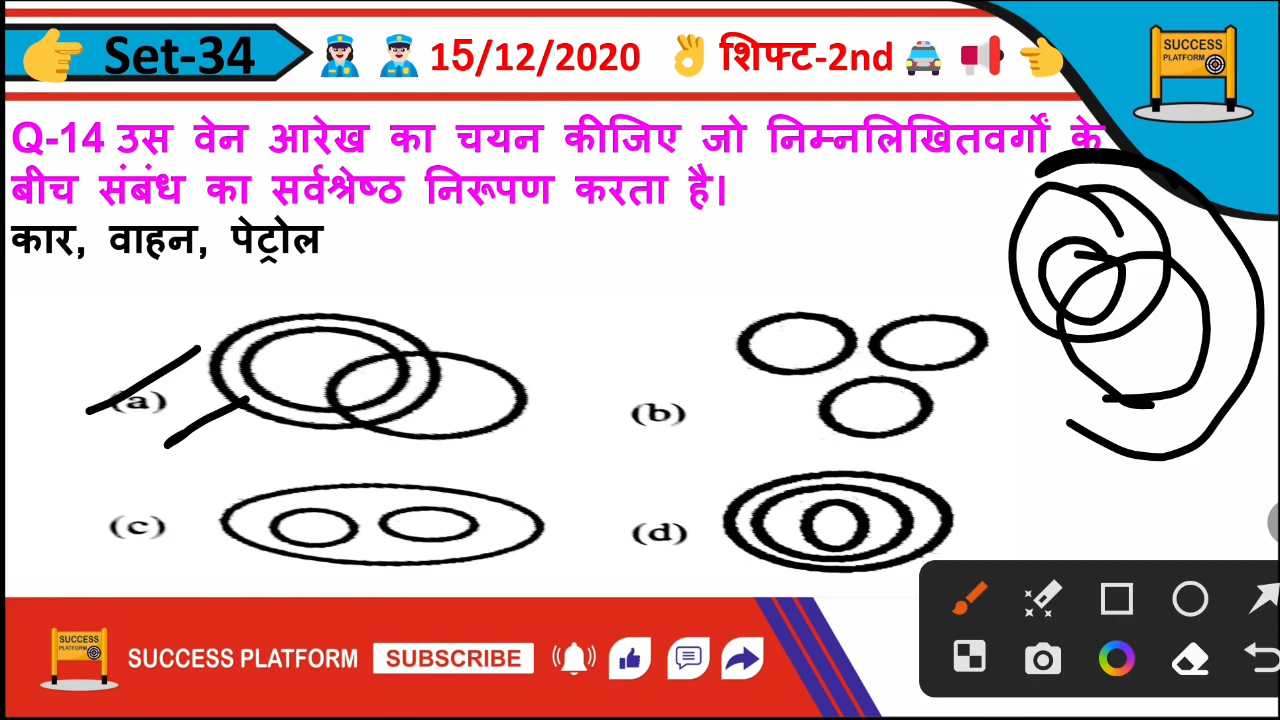 Set-34
15/12/2020 शिफ्ट-2nd
SUCCESS
PLATFORM
Q-14 उस वेन आरेख का चयन कीजिए जो निम्नलिखितवर्गों के
बीच संबंध का सर्वश्रेष्ठ निरूपण करता है।
कार, वाहन, पेट्रोल
(a)
(b)
(c)
(d)
SUCCESS
PLATFORM
SUCCESS PLATFORM SUBSCRIBE